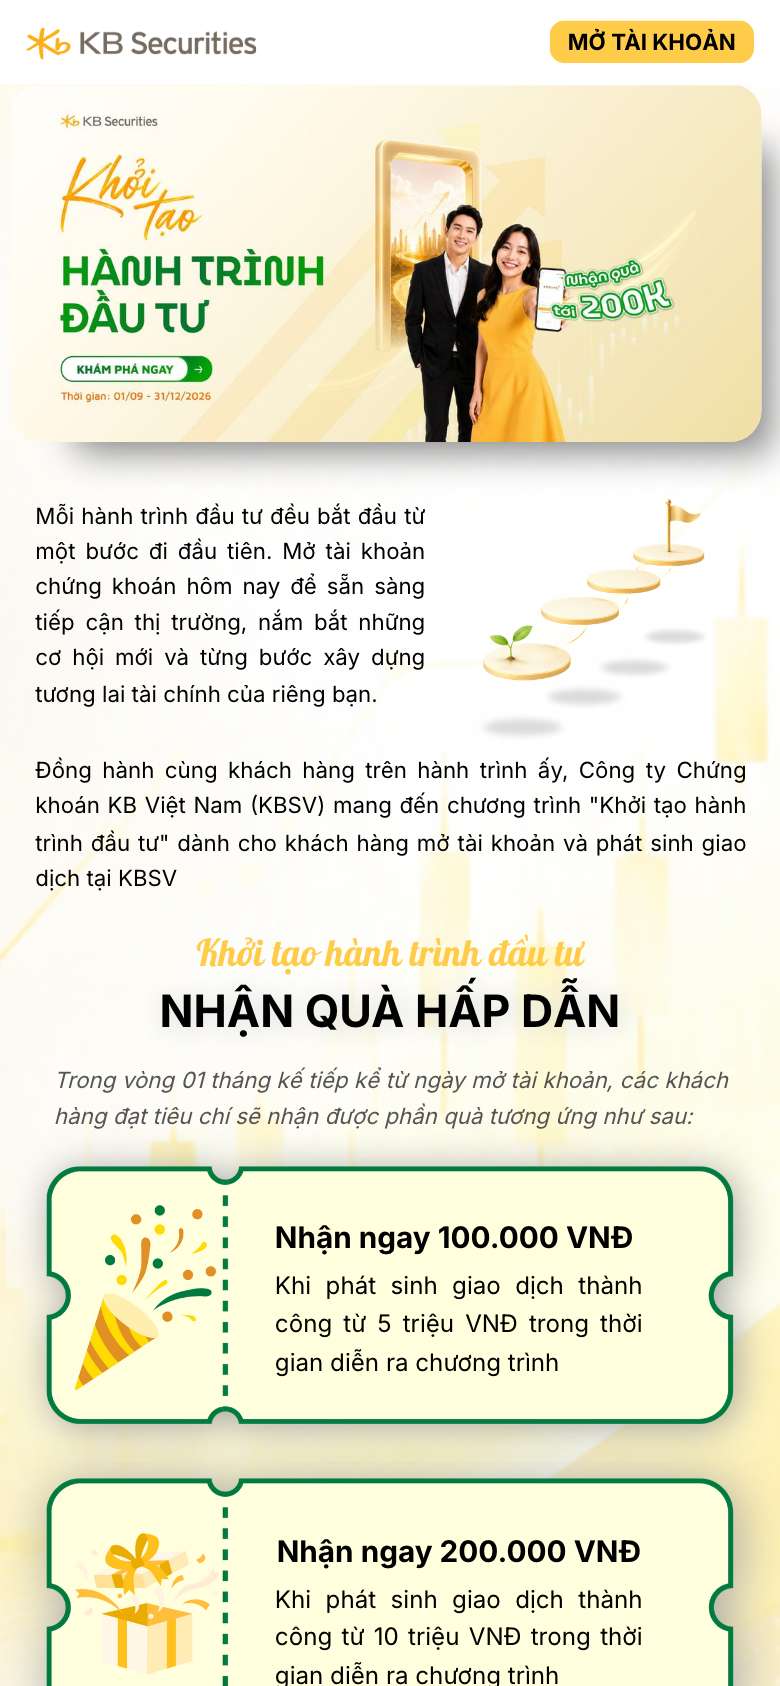 KB Securities
MỞ TÀI KHOẢN
KB Securities
Khởi
tạo
HÀNH TRÌNH
ĐẦU TƯ
KHÁM PHÁ NGAY
Thời gian: 01/09 - 31/12/2026
Nhận quà
tới 200K
Mỗi hành trình đầu tư đều bắt đầu từ
một bước đi đầu tiên. Mở tài khoản
chứng khoán hôm nay để sẵn sàng
tiếp cận thị trường, nắm bắt những
cơ hội mới và từng bước xây dựng
tương lai tài chính của riêng bạn.
Đồng hành cùng khách hàng trên hành trình ấy, Công ty Chứng
khoán KB Việt Nam (KBSV) mang đến chương trình "Khởi tạo hành
trình đầu tư" dành cho khách hàng mở tài khoản và phát sinh giao
dịch tại KBSV
Khởi tạo hành trình đầu tư
NHẬN QUÀ HẤP DẪN
Trong vòng 01 tháng kế tiếp kể từ ngày mở tài khoản, các khách
hàng đạt tiêu chí sẽ nhận được phần quà tương ứng như sau:
Nhận ngay 100.000 VNĐ
Khi phát sinh giao dịch thành
công từ 5 triệu VNĐ trong thời
gian diễn ra chương trình
Nhận ngay 200.000 VNĐ
Khi phát sinh giao dịch thành
công từ 10 triệu VNĐ trong thời
gian diễn ra chương trình